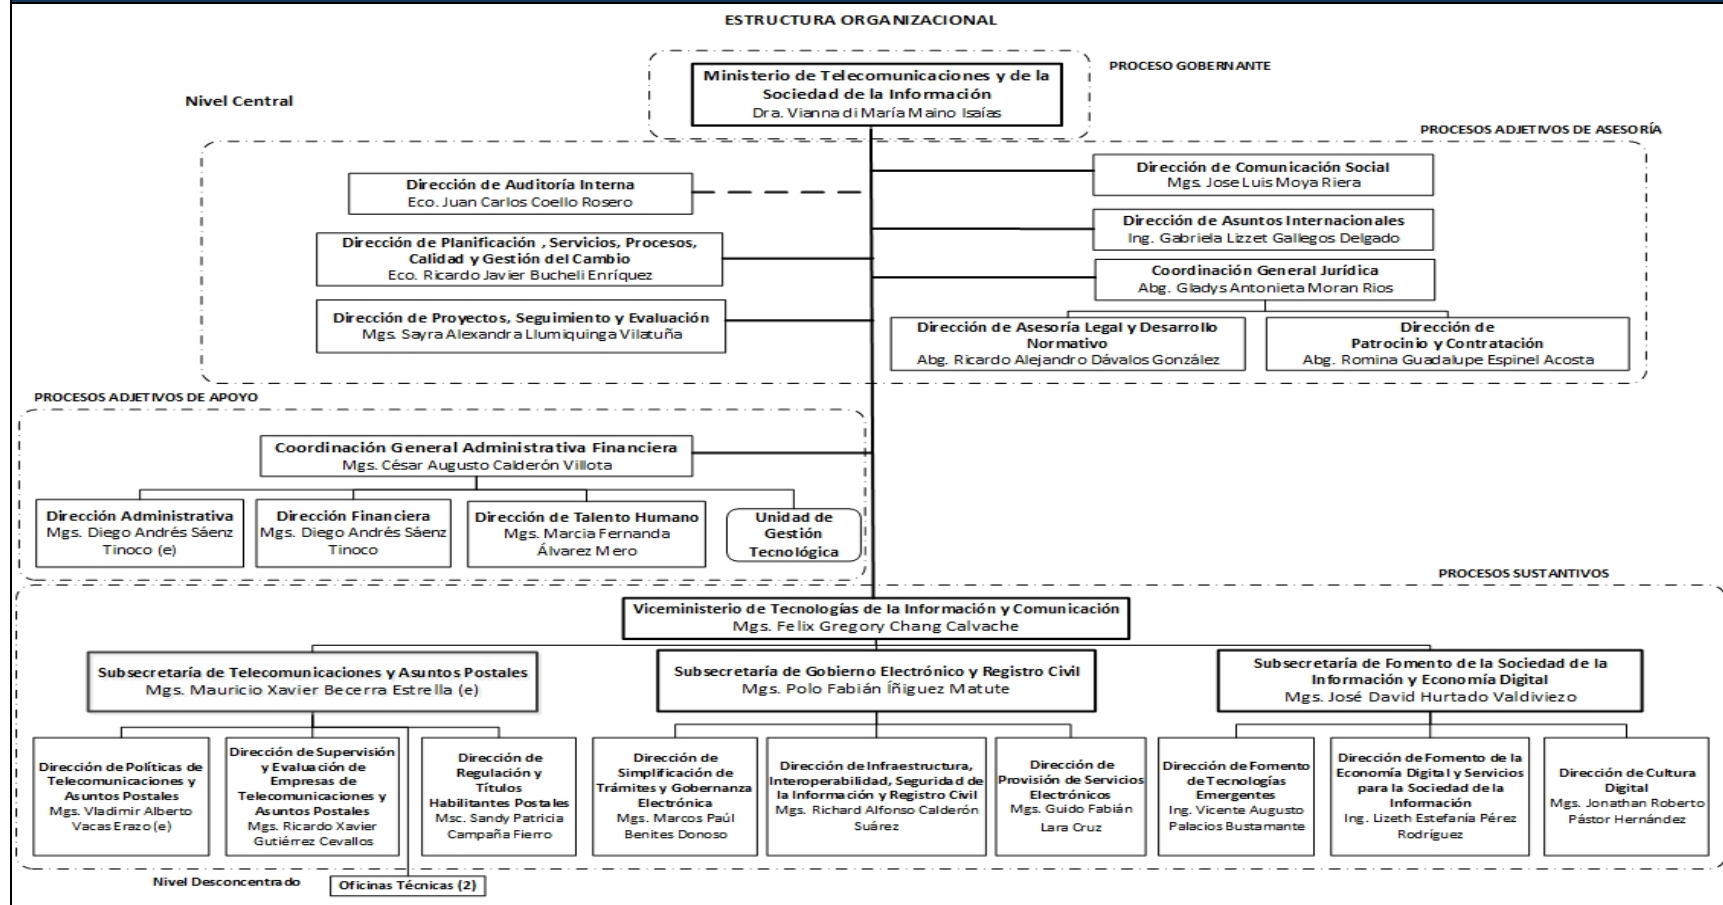 ESTRUCTURA ORGANIZACIONAL
PROCESO GOBERNANTE
Ministerio de Telecomunicaciones y de la
Sociedad de la Información
Dra. Vianna di María Maino Isaías
Nivel Central
PROCESOS ADJETIVOS DE ASESORÍA
Dirección de Auditoría Interna
Eco. Juan Carlos Coello Rosero
Dirección de Planificación , Servicios, Procesos,
Calidad y Gestión del Cambio
Eco. Ricardo Javier Bucheli Enríquez
Dirección de Proyectos, Seguimiento y Evaluación
Mgs. Sayra Alexandra Llumiquinga Vilatuña
Dirección de Comunicación Social
Mgs. Jose Luis Moya Riera
Dirección de Asuntos Internacionales
Ing. Gabriela Lizzet Gallegos Delgado
Coordinación General Jurídica
Abg. Gladys Antonieta Moran Rios
Dirección de Asesoría Legal y Desarrollo
Normativo
Abg. Ricardo Alejandro Dávalos González
Dirección de
Patrocinio y Contratación
Abg. Romina Guadalupe Espinel Acosta
PROCESOS ADJETIVOS DE APOYO
Coordinación General Administrativa Financiera
Mgs. César Augusto Calderón Villota
Dirección Administrativa
Mgs. Diego Andrés Sáenz
Tinoco (e)
Dirección Financiera
Mgs. Diego Andrés Sáenz
Tinoco
Dirección de Talento Humano
Mgs. Marcia Fernanda
Álvarez Mero
Unidad de
Gestión
Tecnológica
PROCESOS SUSTANTIVOS
Viceministerio de Tecnologías de la Información y Comunicación
Mgs. Felix Gregory Chang Calvache
Subsecretaría de Telecomunicaciones y Asuntos Postales
Mgs. Mauricio Xavier Becerra Estrella (e)
Subsecretaría de Gobierno Electrónico y Registro Civil
Mgs. Polo Fabián Íñiguez Matute
Subsecretaría de Fomento de la Sociedad de la
Información y Economía Digital
Mgs. José David Hurtado Valdiviezo
Dirección de Políticas de
Telecomunicaciones y
Asuntos Postales
Mgs. Vladimir Alberto
Vacas Erazo (e)
Dirección de Supervisión
y Evaluación de
Empresas de
Telecomunicaciones y
Asuntos Postales
Mgs. Ricardo Xavier
Gutiérrez Cevallos
Dirección de
Regulación y
Títulos
Habilitantes Postales
Msc. Sandy Patricia
Campaña Fierro
Dirección de
Simplificación de
Trámites y Gobernanza
Electrónica
Mgs. Marcos Paúl
Benites Donoso
Dirección de Infraestructura,
Interoperabilidad, Seguridad de
la Información y Registro Civil
Mgs. Richard Alfonso Calderón
Suárez
Dirección de
Provisión de Servicios
Electrónicos
Mgs. Guido Fabián
Lara Cruz
Dirección de Fomento
de Tecnologías
Emergentes
Ing. Vicente Augusto
Palacios Bustamante
Dirección de Fomento de la
Economía Digital y Servicios
para la Sociedad de la
Información
Ing. Lizeth Estefanía Pérez
Rodríguez
Dirección de Cultura
Digital
Mgs. Jonathan Roberto
Pástor Hernández
Nivel Desconcentrado
Oficinas Técnicas (2)